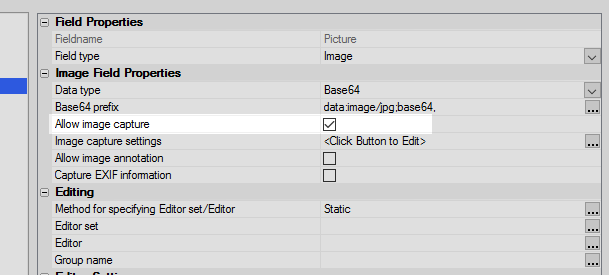 Field Properties
Fieldname Picture
Field type Image
Image Field Properties
Data type Base64
Base64 prefix data:image/jpg;base64, ...
Allow image capture
Image capture settings <Click Button to Edit> ...
Allow image annotation
Capture EXIF information
Editing
Method for specifying Editor set/Editor Static ...
Editor set ...
Editor ...
Group name ...